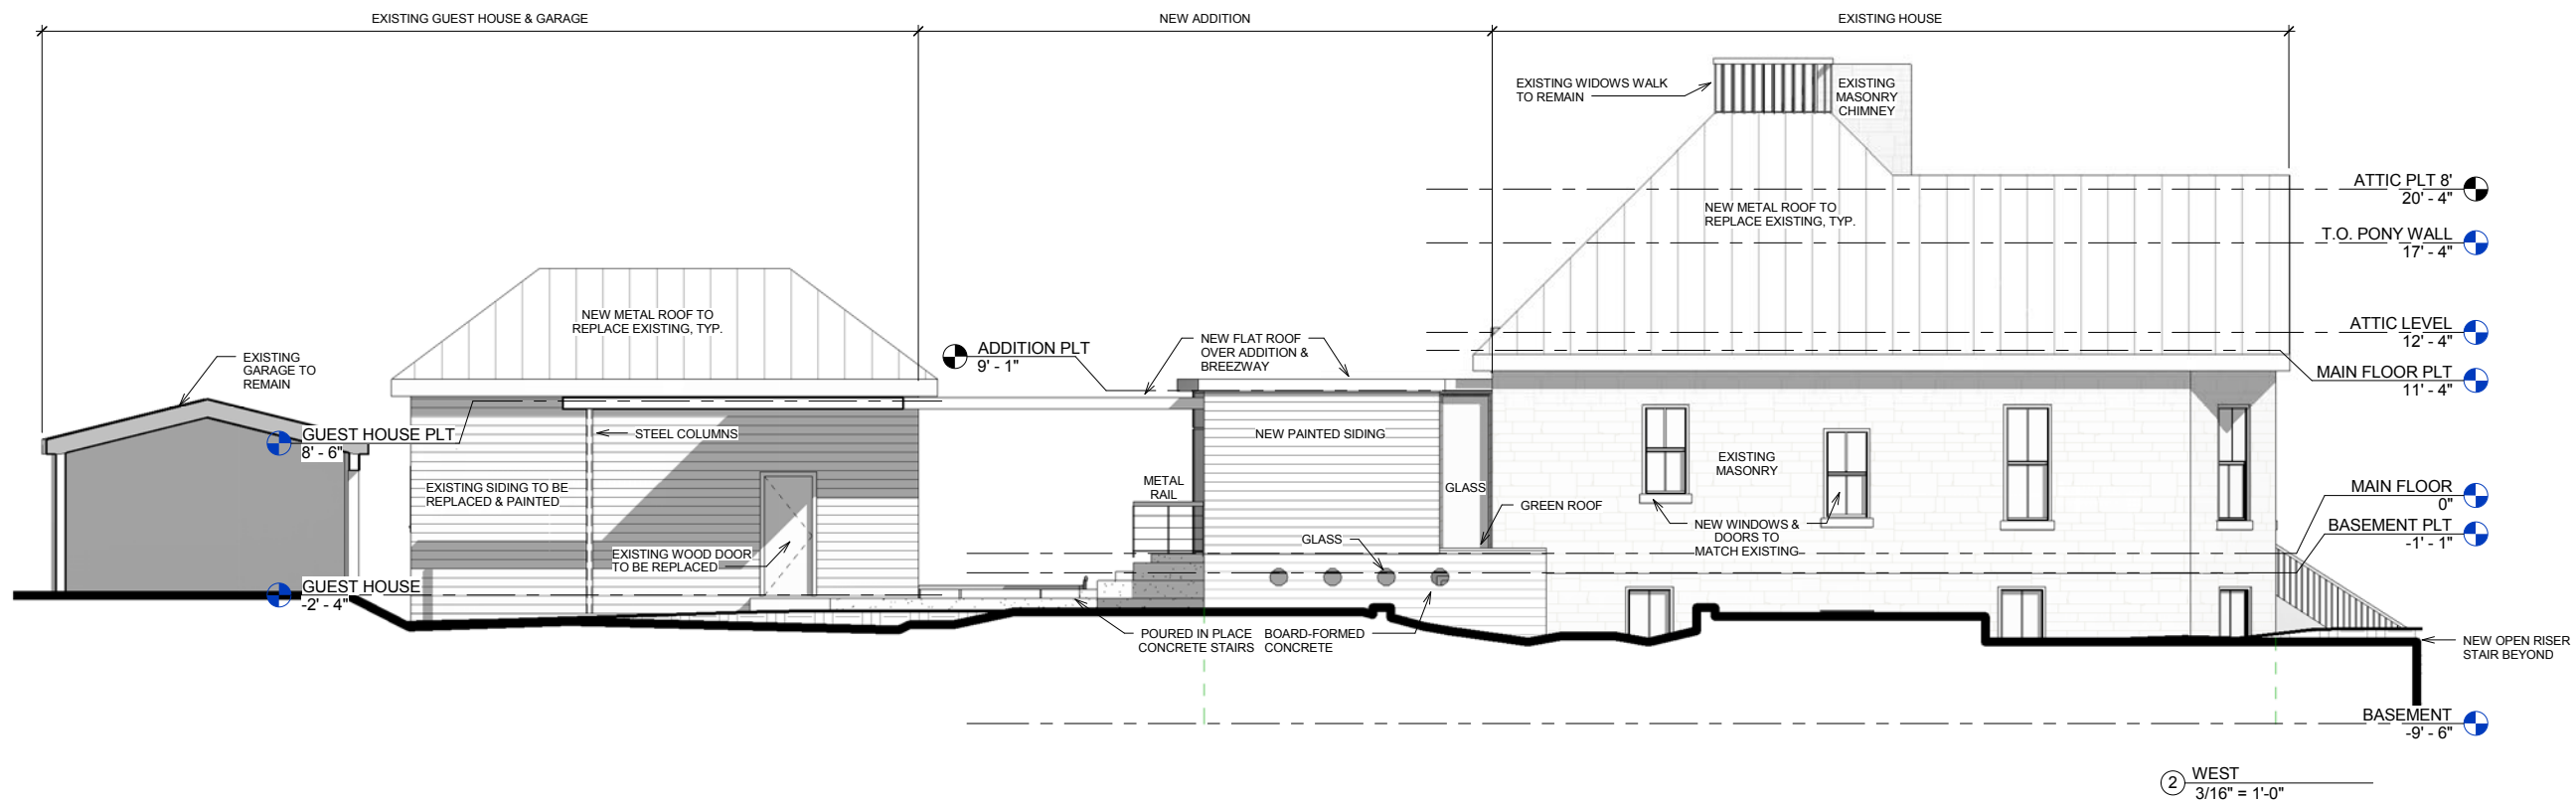 EXISTING GUEST HOUSE & GARAGE
NEW ADDITION
EXISTING HOUSE
EXISTING WIDOWS WALK
TO REMAIN
EXISTING
MASONRY
CHIMNEY
ATTIC PLT 8'
20' - 4"
NEW METAL ROOF TO
REPLACE EXISTING, TYP.
T.O. PONY WALL
17' - 4"
NEW METAL ROOF TO
REPLACE EXISTING, TYP.
ATTIC LEVEL
12' - 4"
EXISTING
GARAGE TO
REMAIN
ADDITION PLT
9' - 1"
NEW FLAT ROOF
OVER ADDITION &
BREEZWAY
MAIN FLOOR PLT
11' - 4"
GUEST HOUSE PLT
8' - 6"
STEEL COLUMNS
NEW PAINTED SIDING
EXISTING
MASONRY
EXISTING SIDING TO BE
REPLACED & PAINTED
METAL
RAIL
GLASS
GREEN ROOF
MAIN FLOOR
0"
NEW WINDOWS &
DOORS TO
MATCH EXISTING
BASEMENT PLT
-1' - 1"
GLASS
EXISTING WOOD DOOR
TO BE REPLACED
GUEST HOUSE
-2' - 4"
POURED IN PLACE
CONCRETE STAIRS
BOARD-FORMED
CONCRETE
NEW OPEN RISER
STAIR BEYOND
BASEMENT
-9' - 6"
2
WEST
3/16" = 1'-0"